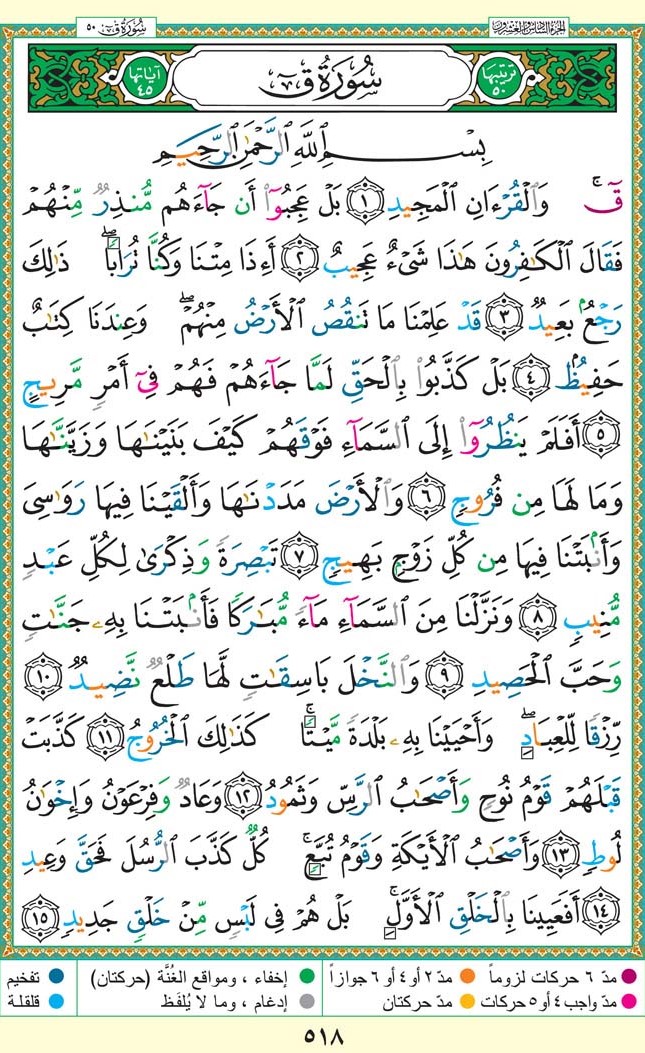 الجزء السادس والعشرون
سُورَةُ ق ٥٠
ترتيبها ٥٠
سُورَةُ قٓ
آياتها ٤٥
بِسْمِ ٱللَّهِ ٱلرَّحْمَٰنِ ٱلرَّحِيمِ
قٓۚ وَٱلْقُرْءَانِ ٱلْمَجِيدِ ١ بَلْ عَجِبُوٓا۟ أَن جَآءَهُم مُّنذِرٌ مِّنْهُمْ
فَقَالَ ٱلْكَٰفِرُونَ هَٰذَا شَىْءٌ عَجِيبٌ ٢ أَءِذَا مِتْنَا وَكُنَّا تُرَابًاۖ ذَٰلِكَ
رَجْعٌۢ بَعِيدٌ ٣ قَدْ عَلِمْنَا مَا تَنقُصُ ٱلْأَرْضُ مِنْهُمْۖ وَعِندَنَا كِتَٰبٌ
حَفِيظٌۢ ٤ بَلْ كَذَّبُوا۟ بِٱلْحَقِّ لَمَّا جَآءَهُمْ فَهُمْ فِىٓ أَمْرٍ مَّرِيجٍ
٥ أَفَلَمْ يَنظُرُوٓا۟ إِلَى ٱلسَّمَآءِ فَوْقَهُمْ كَيْفَ بَنَيْنَٰهَا وَزَيَّنَّٰهَا
وَمَا لَهَا مِن فُرُوجٍ ٦ وَٱلْأَرْضَ مَدَدْنَٰهَا وَأَلْقَيْنَا فِيهَا رَوَٰسِىَ
وَأَنۢبَتْنَا فِيهَا مِن كُلِّ زَوْجٍۭ بَهِيجٍ ٧ تَبْصِرَةً وَذِكْرَىٰ لِكُلِّ عَبْدٍ
مُّنِيبٍ ٨ وَنَزَّلْنَا مِنَ ٱلسَّمَآءِ مَآءً مُّبَٰرَكًا فَأَنۢبَتْنَا بِهِۦ جَنَّٰتٍ
وَحَبَّ ٱلْحَصِيدِ ٩ وَٱلنَّخْلَ بَاسِقَٰتٍ لَّهَا طَلْعٌ نَّضِيدٌ ١٠
رِّزْقًا لِّلْعِبَادِۖ وَأَحْيَيْنَا بِهِۦ بَلْدَةً مَّيْتًاۚ كَذَٰلِكَ ٱلْخُرُوجُ ١١ كَذَّبَتْ
قَبْلَهُمْ قَوْمُ نُوحٍ وَأَصْحَٰبُ ٱلرَّسِّ وَثَمُودُ ١٢ وَعَادٌ وَفِرْعَوْنُ وَإِخْوَٰنُ
لُوطٍ ١٣ وَأَصْحَٰبُ ٱلْأَيْكَةِ وَقَوْمُ تُبَّعٍۚ كُلٌّ كَذَّبَ ٱلرُّسُلَ فَحَقَّ وَعِيدِ
١٤ أَفَعَيِينَا بِٱلْخَلْقِ ٱلْأَوَّلِۚ بَلْ هُمْ فِى لَبْسٍ مِّنْ خَلْقٍ جَدِيدٍ ١٥
مدّ ٦ حركات لزوماً مدّ ٢ أو ٤ أو ٦ جوازاً إخفاء ، ومواقع الغُنَّة (حركتان) تفخيم
مدّ واجب ٤ أو ٥ حركات مدّ حركتان إدغام ، وما لا يُلفَظ قلقلة
٥١٨